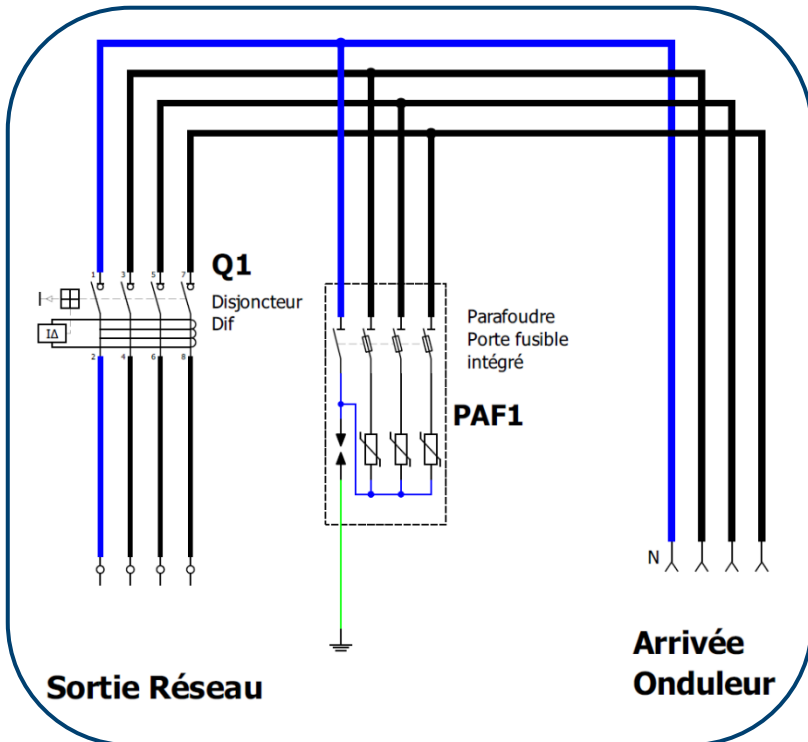 Q1
Disjoncteur
Dif
1
3
5
7
IΔ
2
4
6
8
Parafoudre
Porte fusible
intégré
PAF1
N
Sortie Réseau
Arrivée
Onduleur